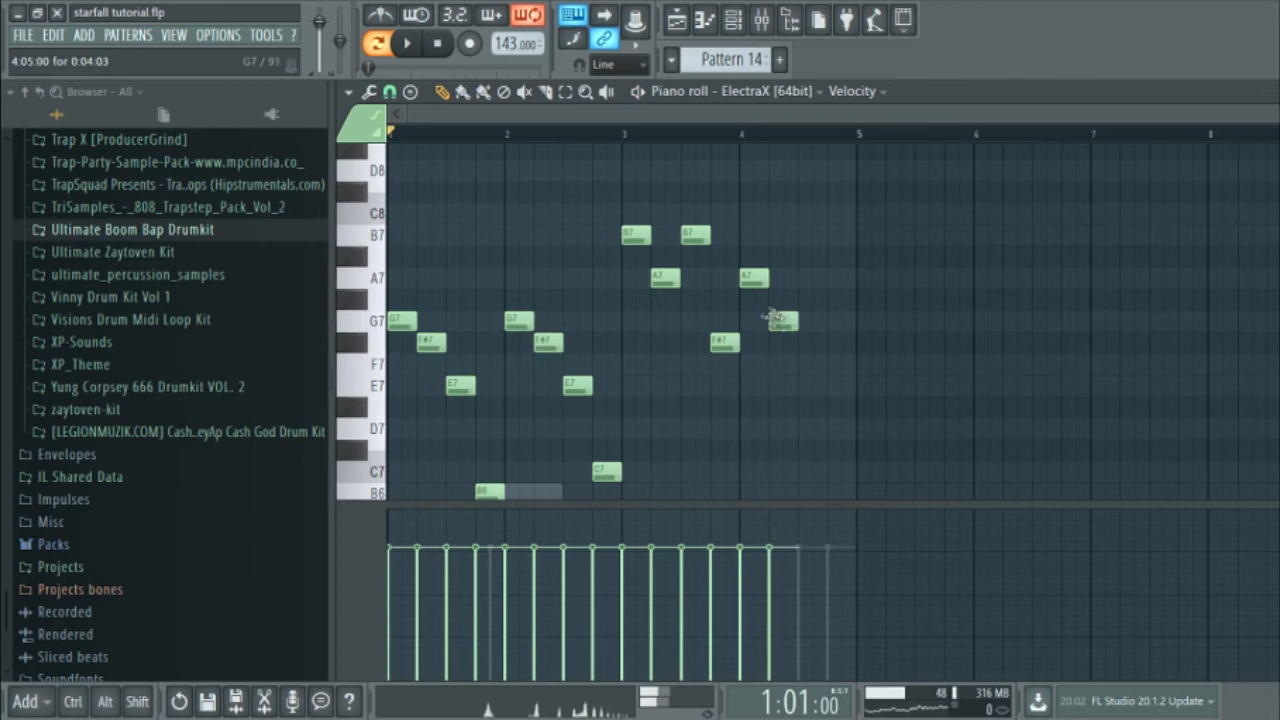 starfall tutorial.flp
FILE EDIT ADD PATTERNS VIEW OPTIONS TOOLS ?
4.05:00 for 0:04:03
G7 / 91
3.2
143.000
Line
Pattern 14
Browser - All
Piano roll - ElectraX [64bit]
Velocity
Trap X [ProducerGrind]
Trap-Party-Sample-Pack-www.mpcindia.co_
TrapSquad Presents - Tra..ops (Hipstrumentals.com)
TriSamples_-_808_Trapstep_Pack_Vol_2
Ultimate Boom Bap Drumkit
Ultimate Zaytoven Kit
ultimate_percussion_samples
Vinny Drum Kit Vol 1
Visions Drum Midi Loop Kit
XP-Sounds
XP_Theme
Yung Corpsey 666 Drumkit VOL. 2
zaytoven-kit
[LEGIONMUZIK.COM] Cash..eyAp Cash God Drum Kit
Envelopes
IL Shared Data
Impulses
Misc
Packs
Projects
Projects bones
Recorded
Rendered
Sliced beats
Soundfonts
2 3 4 5 6 7 8
D8
C8
B7
A7
G7
F7
E7
D7
C7
B6
B7 B7
A7 A7
G7 G7
F#7 F#7 F#7
E7 E7
C7
B6
Add Ctrl Alt Shift
?
1:01:00
B:S:T
48
316 MB
0
20.02 FL Studio 20.1.2 Update